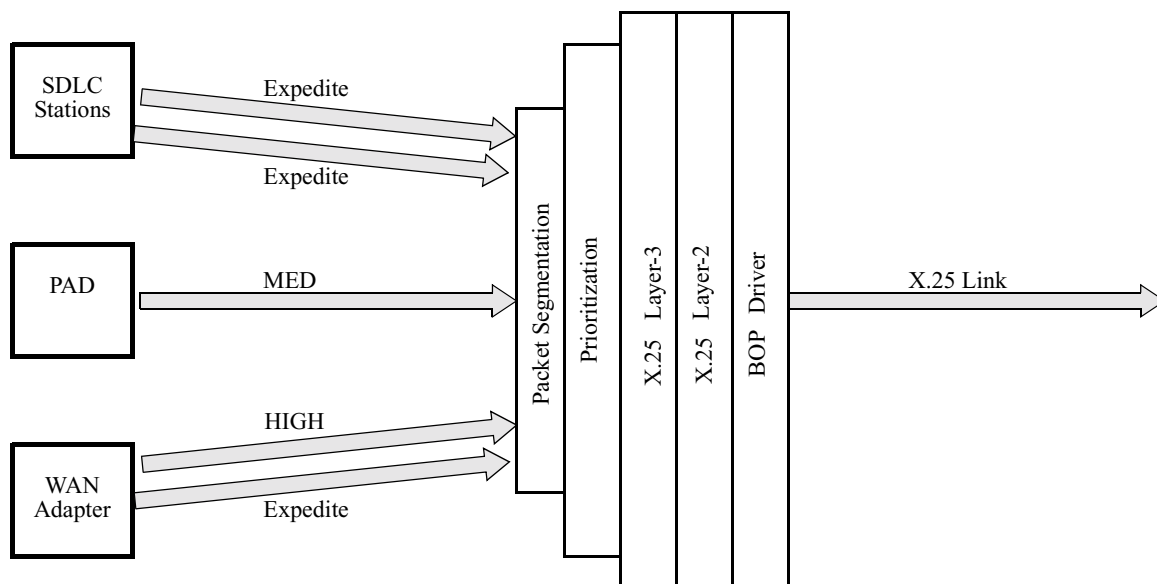 SDLC
Stations
Expedite
Expedite
PAD
MED
WAN
Adapter
HIGH
Expedite
Packet Segmentation
Prioritization
X.25 Layer-3
X.25 Layer-2
BOP Driver
X.25 Link